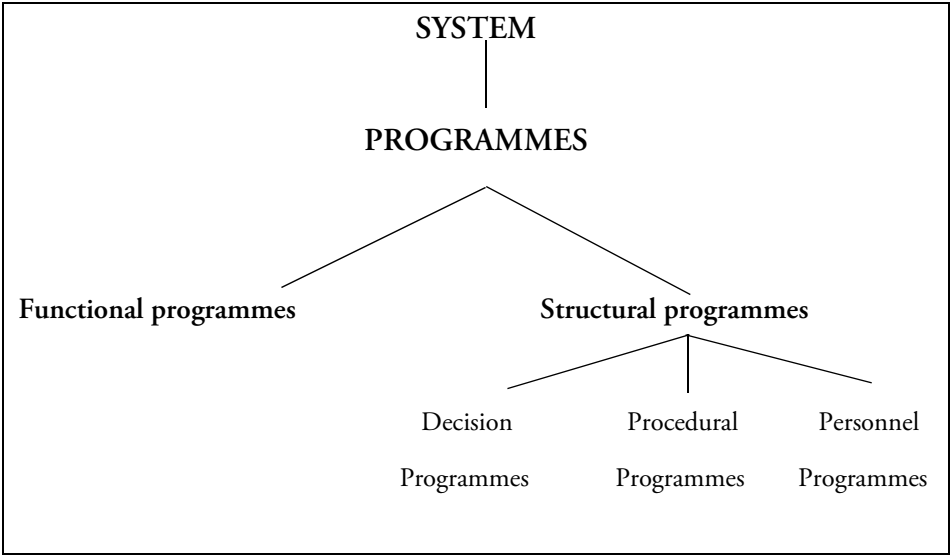 SYSTEM
PROGRAMMES
Functional programmes
Structural programmes
Decision
Programmes
Procedural
Programmes
Personnel
Programmes